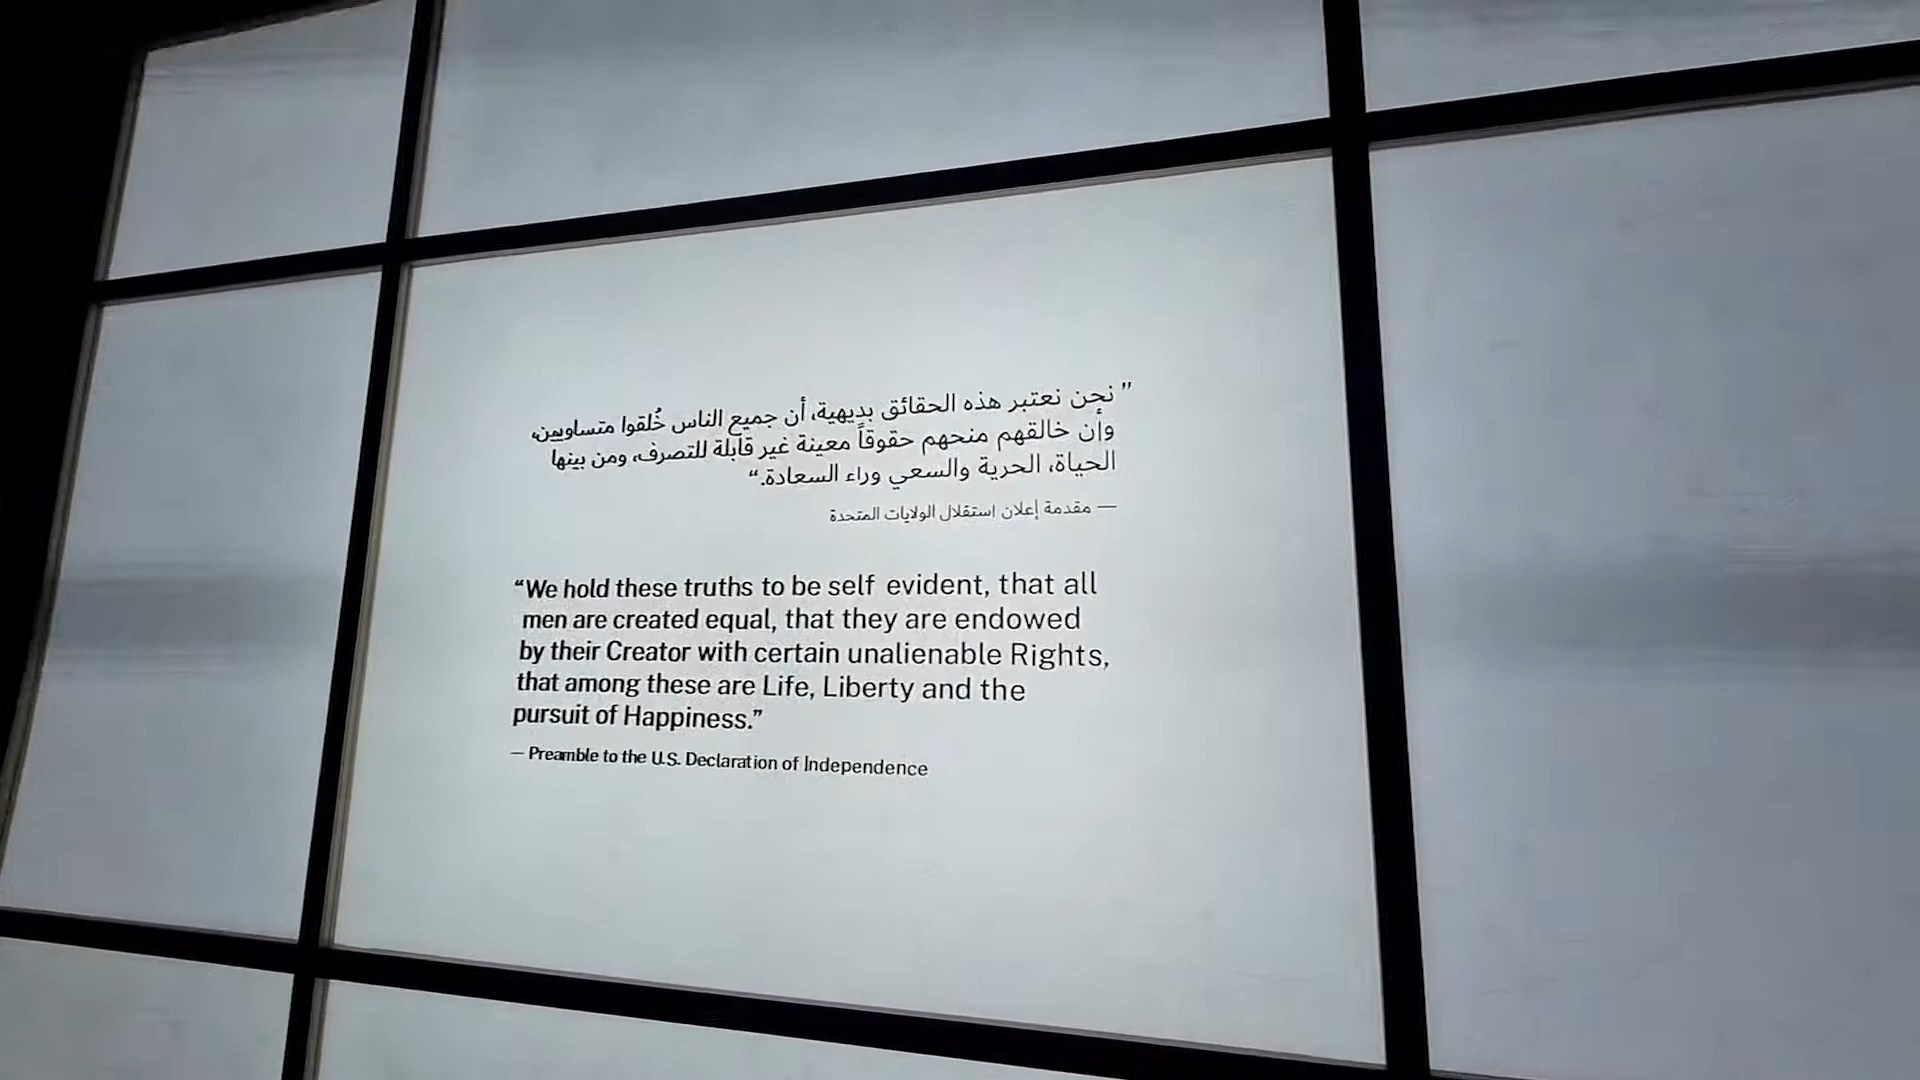 ” نحن نعتبر هذه الحقائق بديهية، أن جميع الناس خُلقوا متساويين،
وإن خالقهم منحهم حقوقاً معينة غير قابلة للتصرف، ومن بينها
الحياة، الحرية والسعي وراء السعادة.“
— مقدمة إعلان استقلال الولايات المتحدة
“We hold these truths to be self evident, that all
men are created equal, that they are endowed
by their Creator with certain unalienable Rights,
that among these are Life, Liberty and the
pursuit of Happiness.”
— Preamble to the U.S. Declaration of Independence